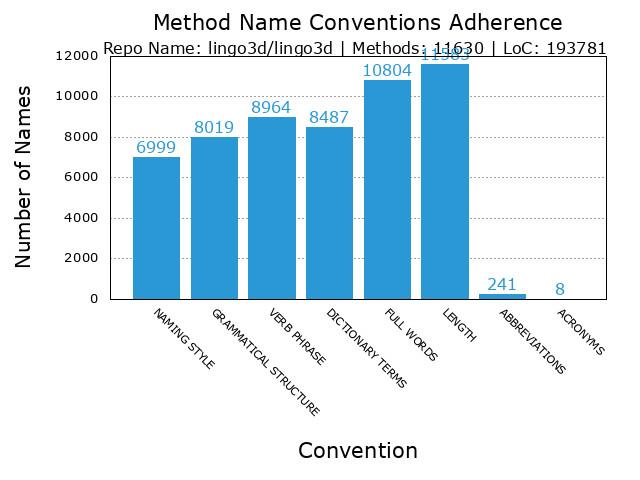 Method Name Conventions Adherence
Repo Name: lingo3d/lingo3d | Methods: 11630 | LoC: 193781
12000
10000
8000
6000
4000
2000
0
Number of Names
6999
8019
8964
8487
10804
11583
241
8
NAMING STYLE
GRAMMATICAL STRUCTURE
VERB PHRASE
DICTIONARY TERMS
FULL WORDS
LENGTH
ABBREVIATIONS
ACRONYMS
Convention